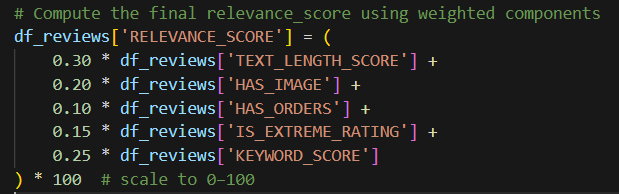 # Compute the final relevance_score using weighted components
df_reviews['RELEVANCE_SCORE'] = (
    0.30 * df_reviews['TEXT_LENGTH_SCORE'] +
    0.20 * df_reviews['HAS_IMAGE'] +
    0.10 * df_reviews['HAS_ORDERS'] +
    0.15 * df_reviews['IS_EXTREME_RATING'] +
    0.25 * df_reviews['KEYWORD_SCORE']
) * 100  # scale to 0–100